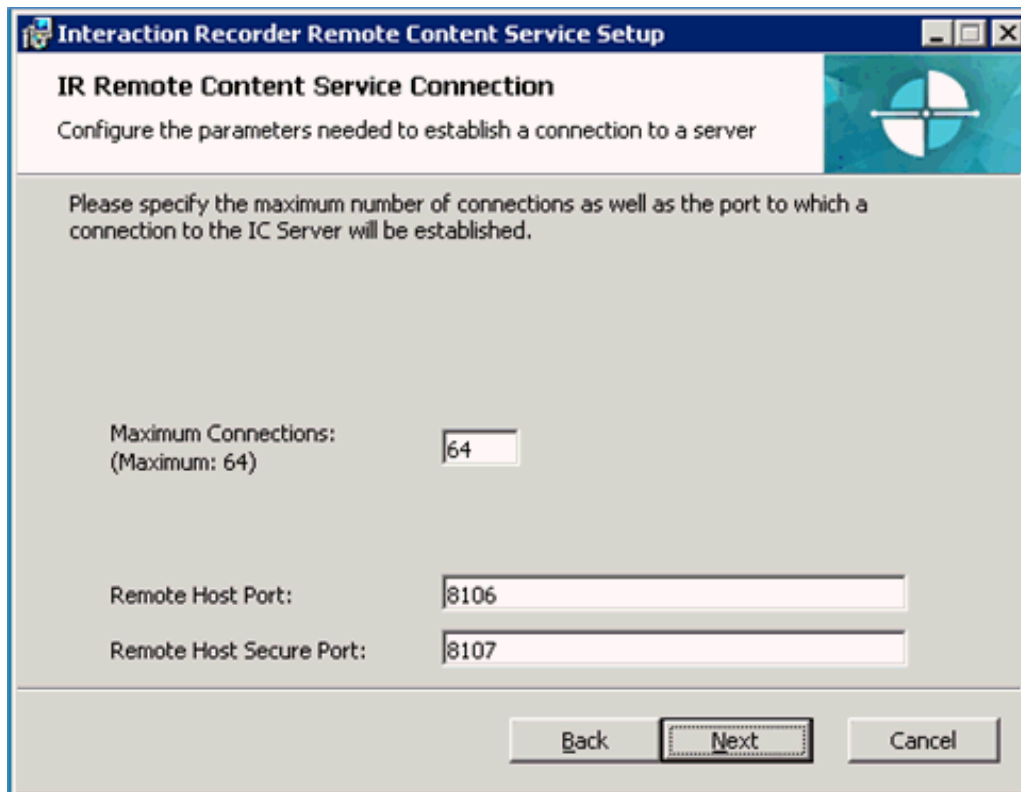 Interaction Recorder Remote Content Service Setup
IR Remote Content Service Connection
Configure the parameters needed to establish a connection to a server
Please specify the maximum number of connections as well as the port to which a
connection to the IC Server will be established.
Maximum Connections:
(Maximum: 64)
64
Remote Host Port:
8106
Remote Host Secure Port:
8107
Back
Next
Cancel